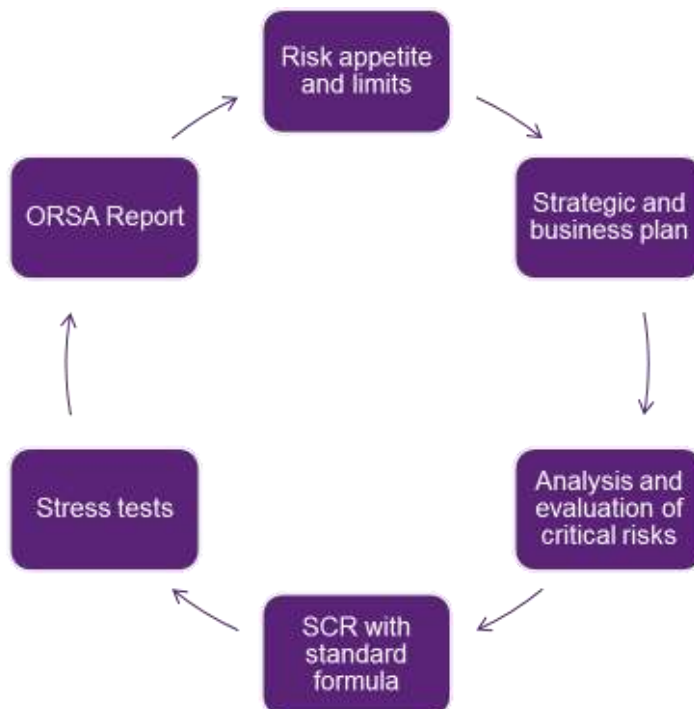 Risk appetite
and limits
Strategic and
business plan
Analysis and
evaluation of
critical risks
SCR with
standard
formula
Stress tests
ORSA Report